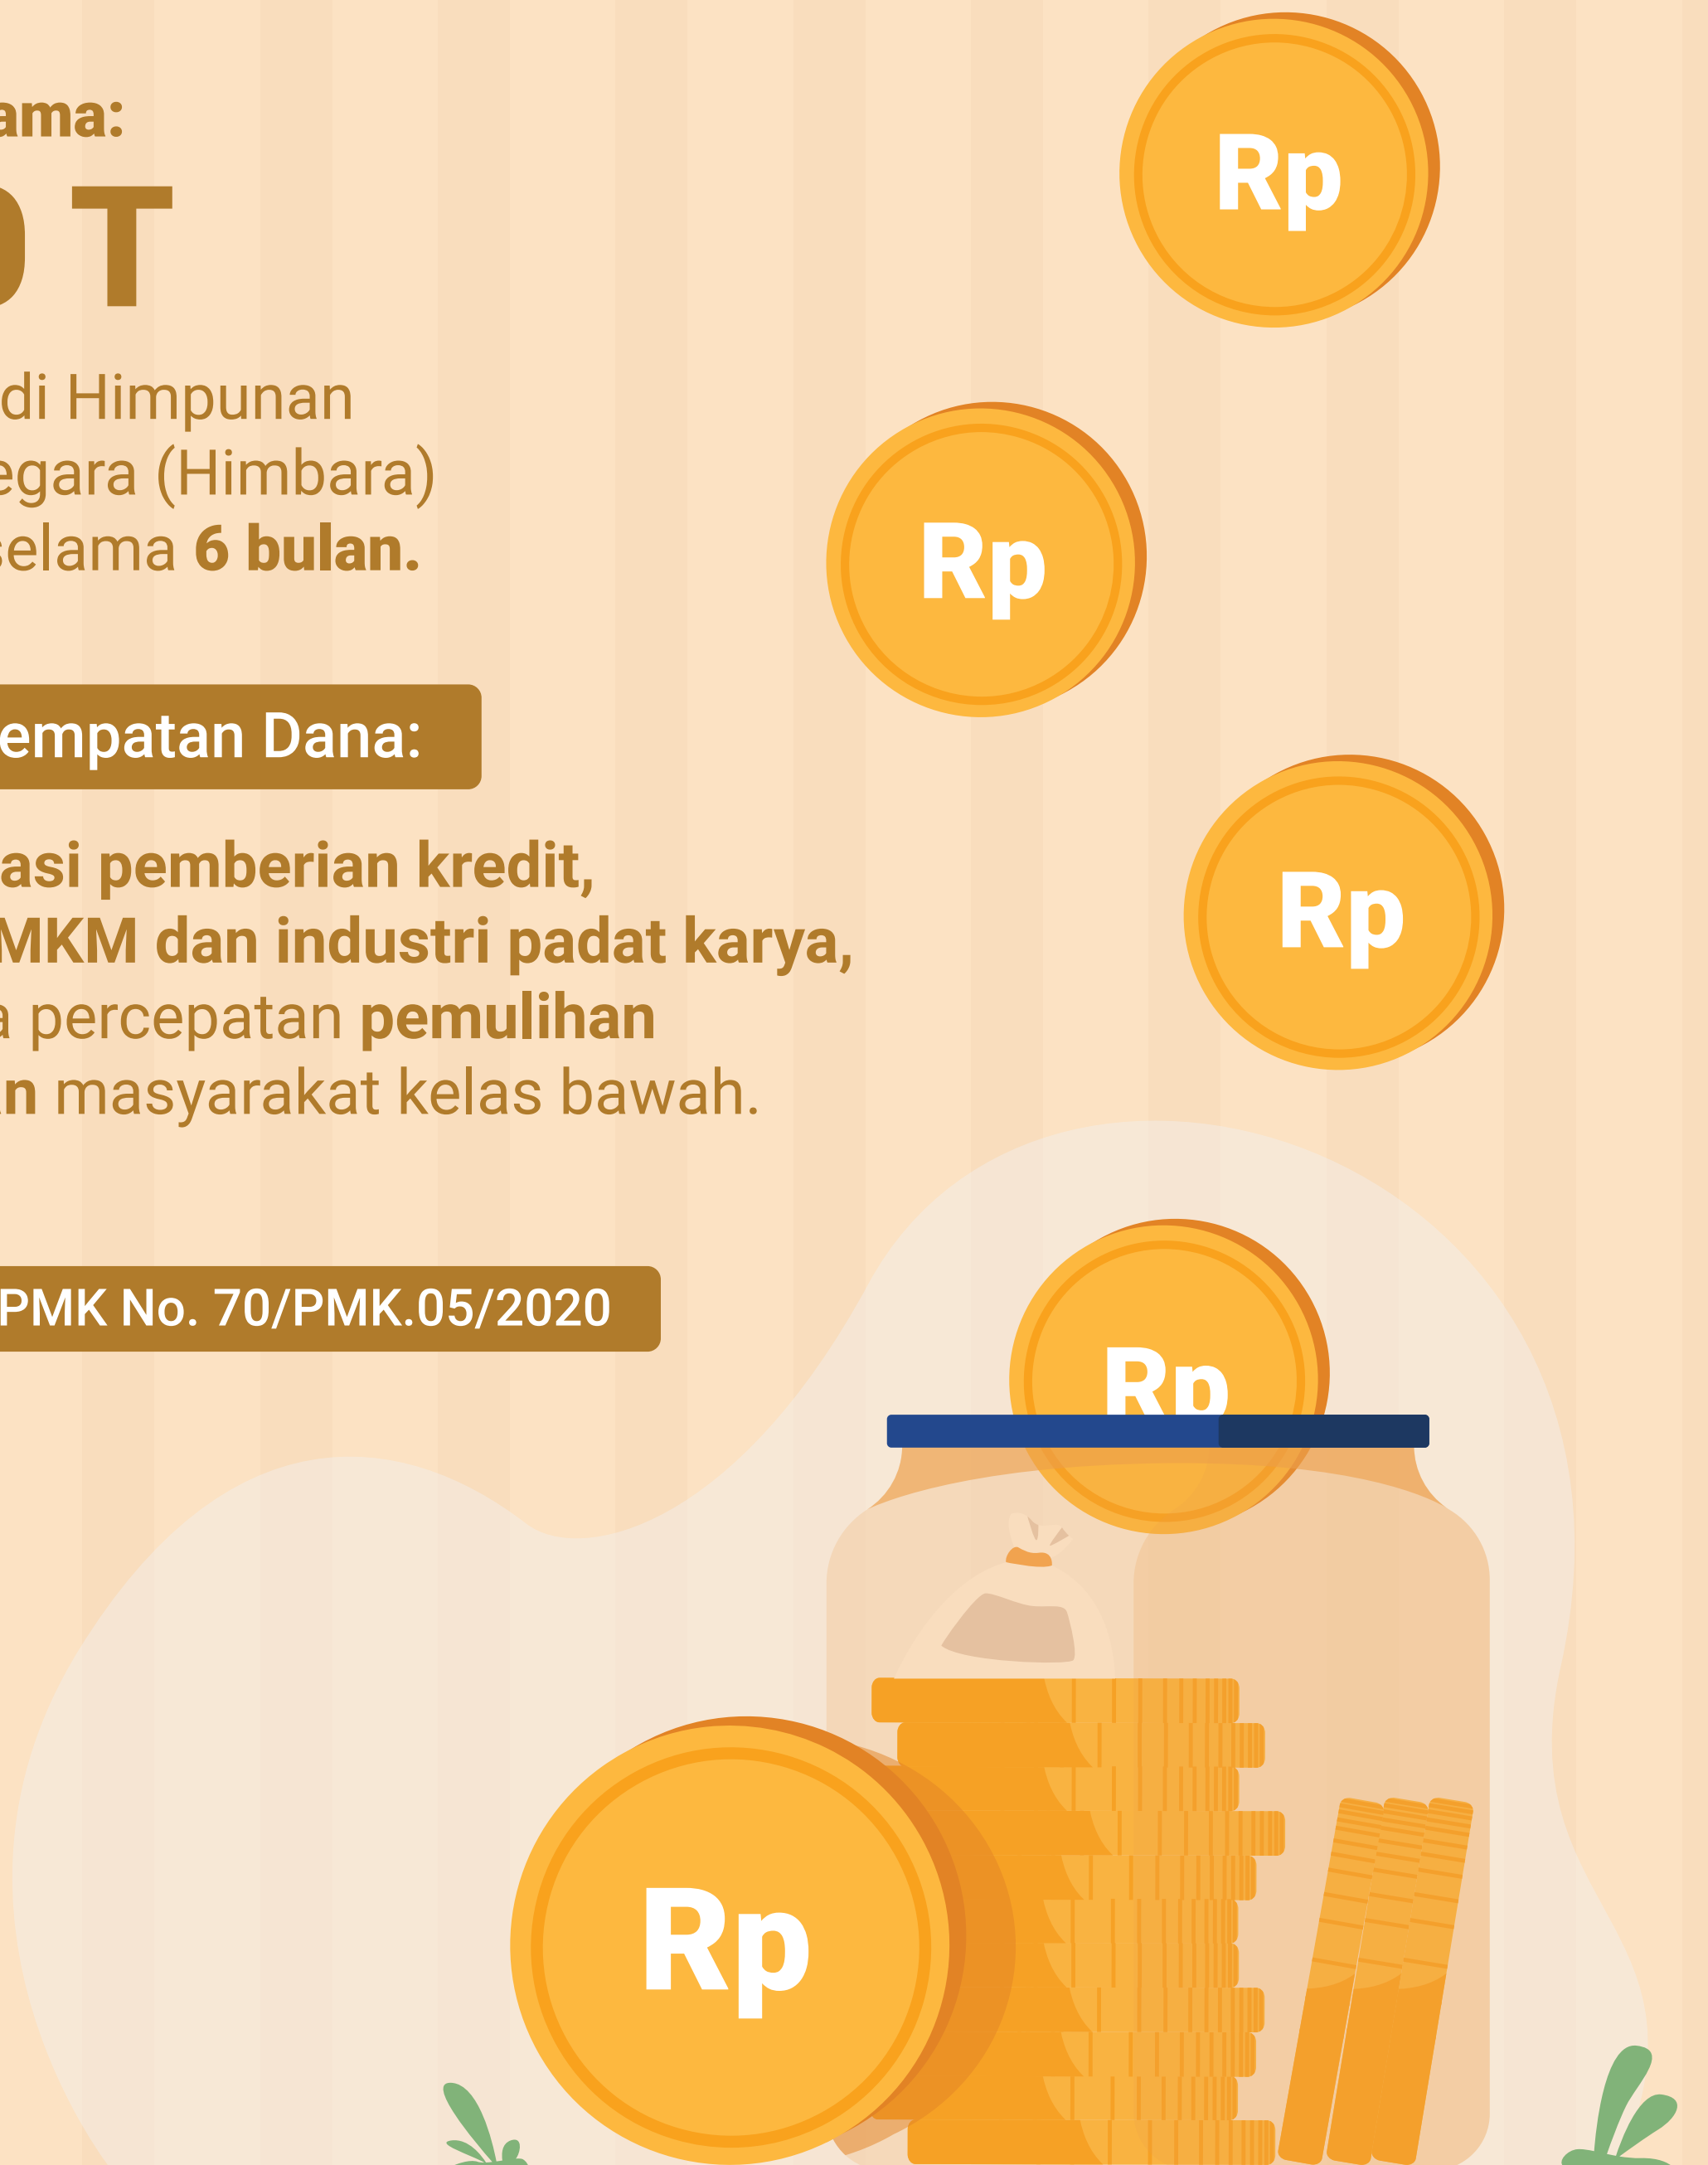 ama:
T
di Himpunan
egara (Himbara)
selama 6 bulan.
empatan Dana:
asi pemberian kredit,
MKM dan industri padat karya,
percepatan pemulihan
n masyarakat kelas bawah.
PMK No. 70/PMK.05/2020
Rp
Rp
Rp
Rp
Rp